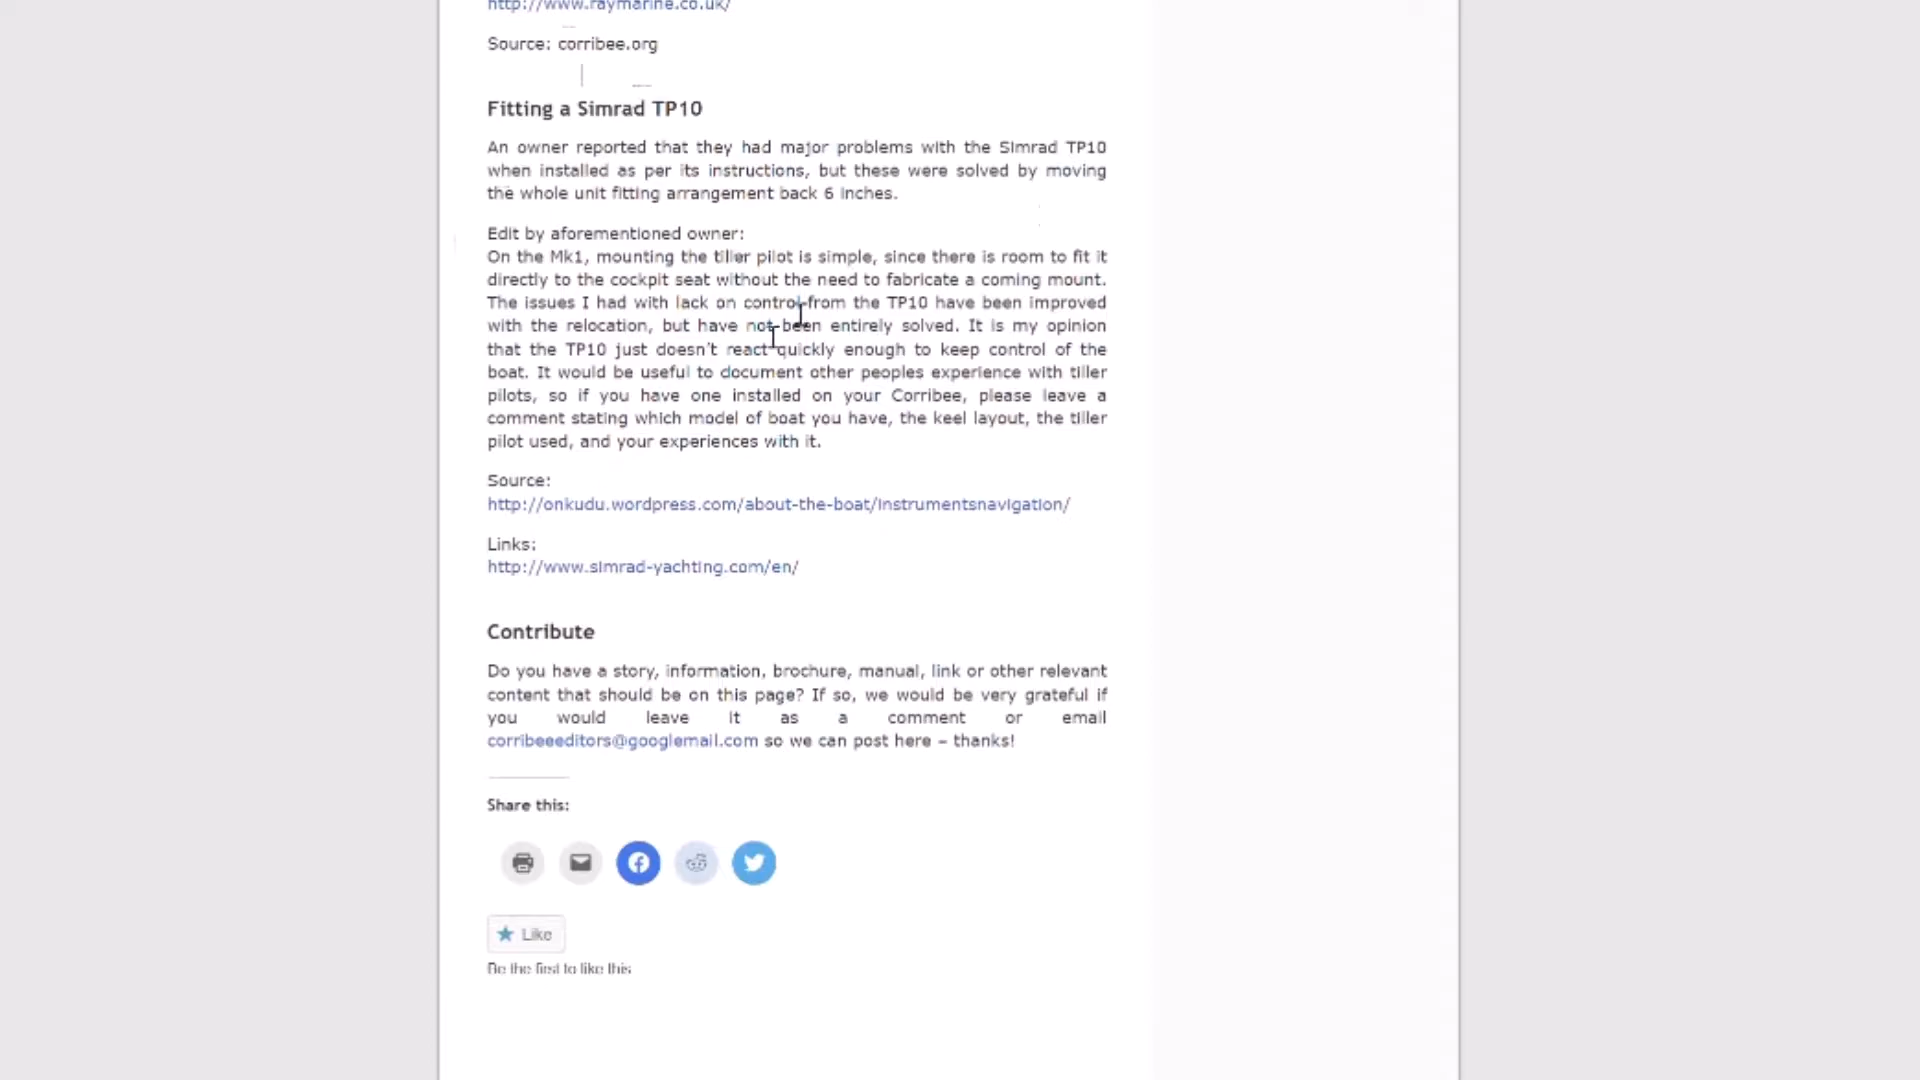 http://www.raymarine.co.uk/
Source: corribee.org
Fitting a Simrad TP10
An owner reported that they had major problems with the Simrad TP10
when installed as per its instructions, but these were solved by moving
the whole unit fitting arrangement back 6 inches.
Edit by aforementioned owner:
On the Mk1, mounting the tiller pilot is simple, since there is room to fit it
directly to the cockpit seat without the need to fabricate a coming mount.
The issues I had with lack on control from the TP10 have been improved
with the relocation, but have not been entirely solved. It is my opinion
that the TP10 just doesn't react quickly enough to keep control of the
boat. It would be useful to document other peoples experience with tiller
pilots, so if you have one installed on your Corribee, please leave a
comment stating which model of boat you have, the keel layout, the tiller
pilot used, and your experiences with it.
Source:
http://onkudu.wordpress.com/about-the-boat/instrumentsnavigation/
Links:
http://www.simrad-yachting.com/en/
Contribute
Do you have a story, information, brochure, manual, link or other relevant
content that should be on this page? If so, we would be very grateful if
you would leave it as a comment or email
corribeeeditors@googlemail.com so we can post here – thanks!
Share this:
Like
Be the first to like this